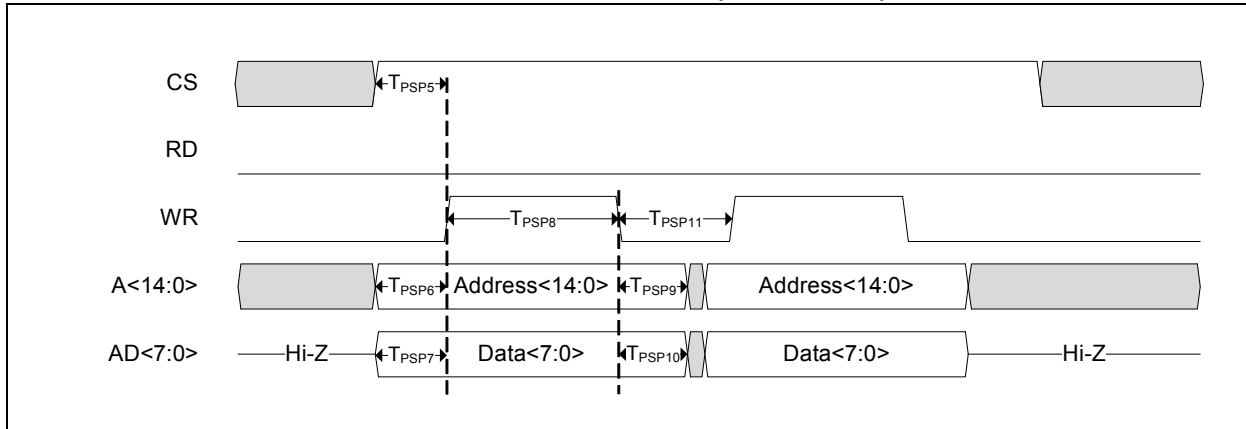 CS TPSP5
RD
WR TPSP8 TPSP11
A<14:0> TPSP6 Address<14:0> TPSP9 Address<14:0>
AD<7:0> Hi-Z TPSP7 Data<7:0> TPSP10 Data<7:0> Hi-Z